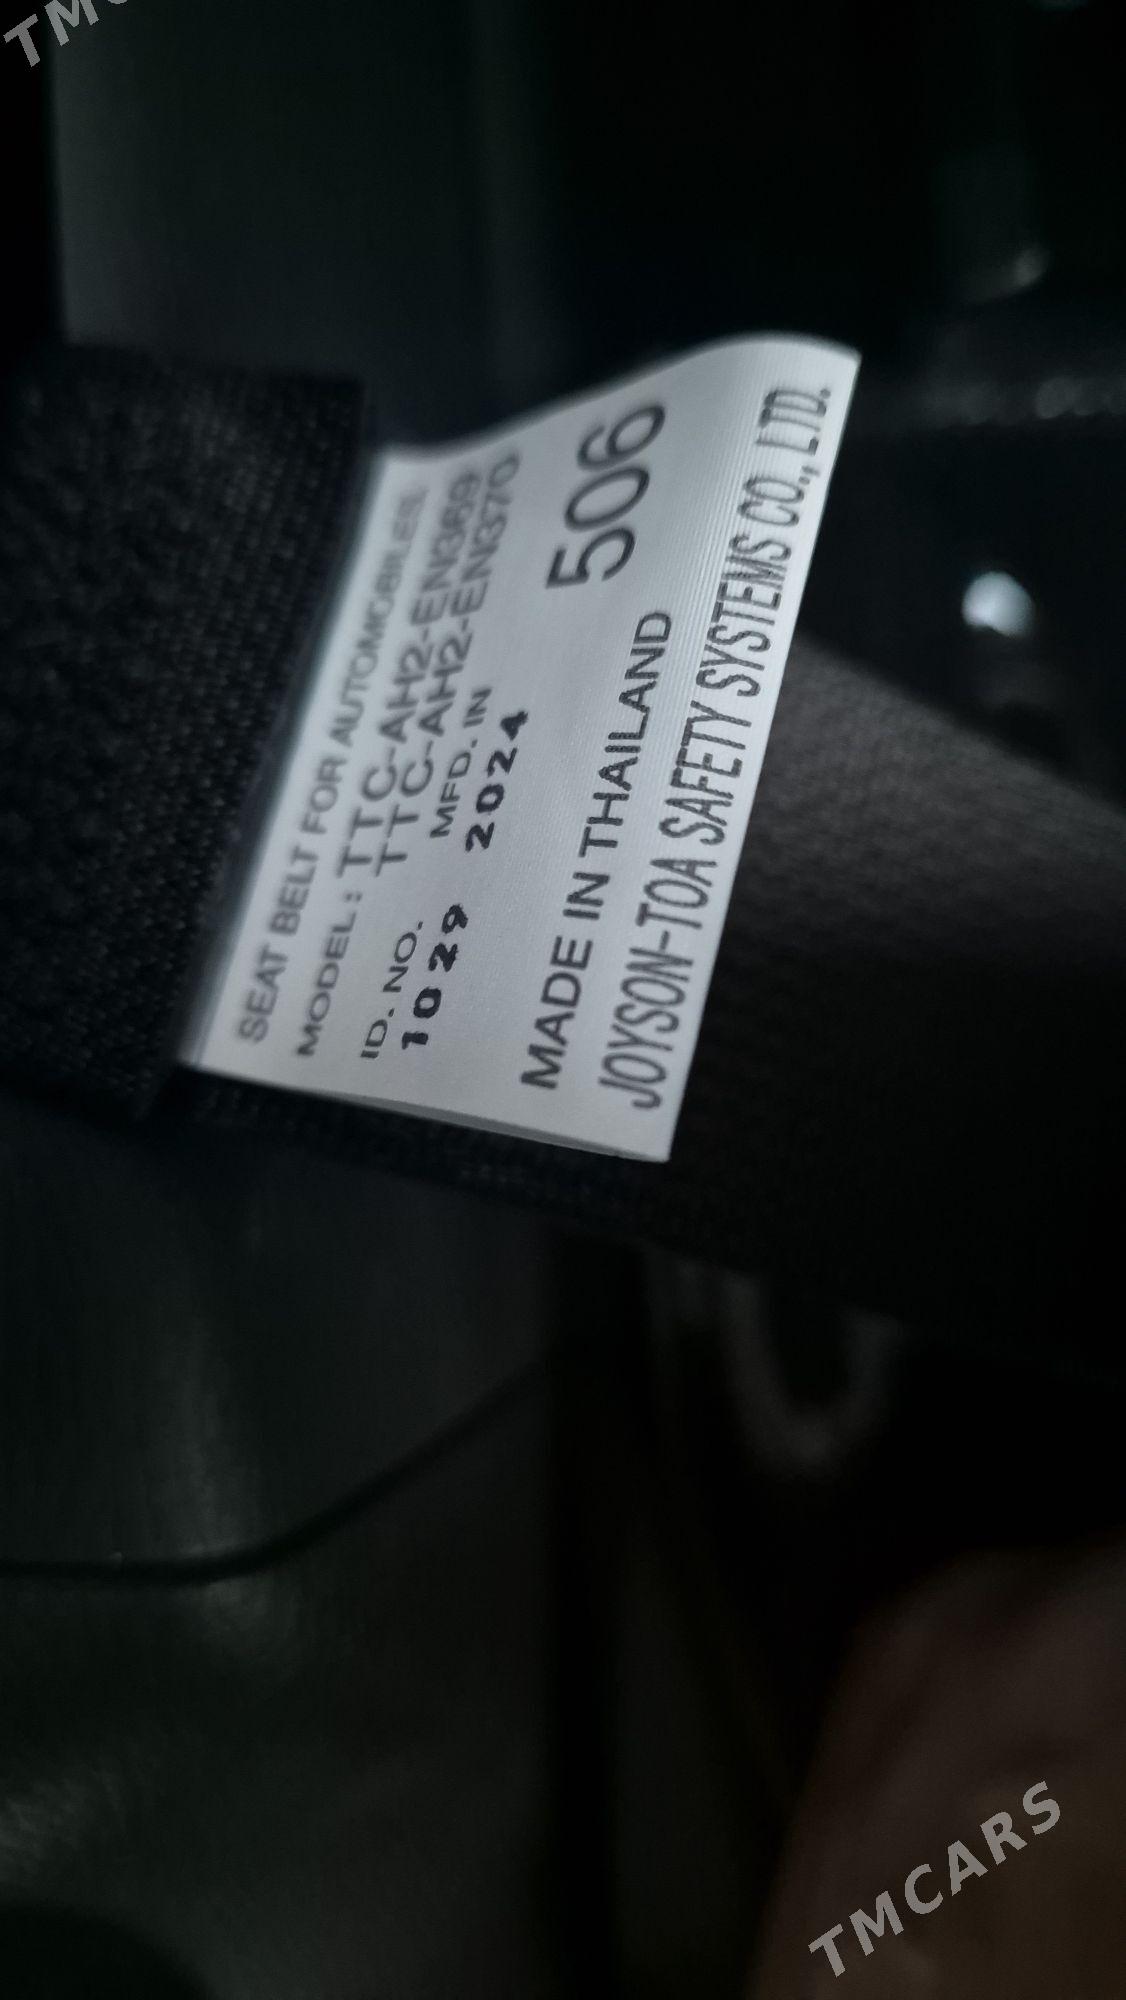 SEAT BELT FOR AUTOMOBILES
MODEL: TTC-AH2-EN369
TTC-AH2-EN370
ID. NO. MFD. IN
1029 2024
MADE IN THAILAND 506
JOYSON-TOA SAFETY SYSTEMS CO., LTD.
TMCARS